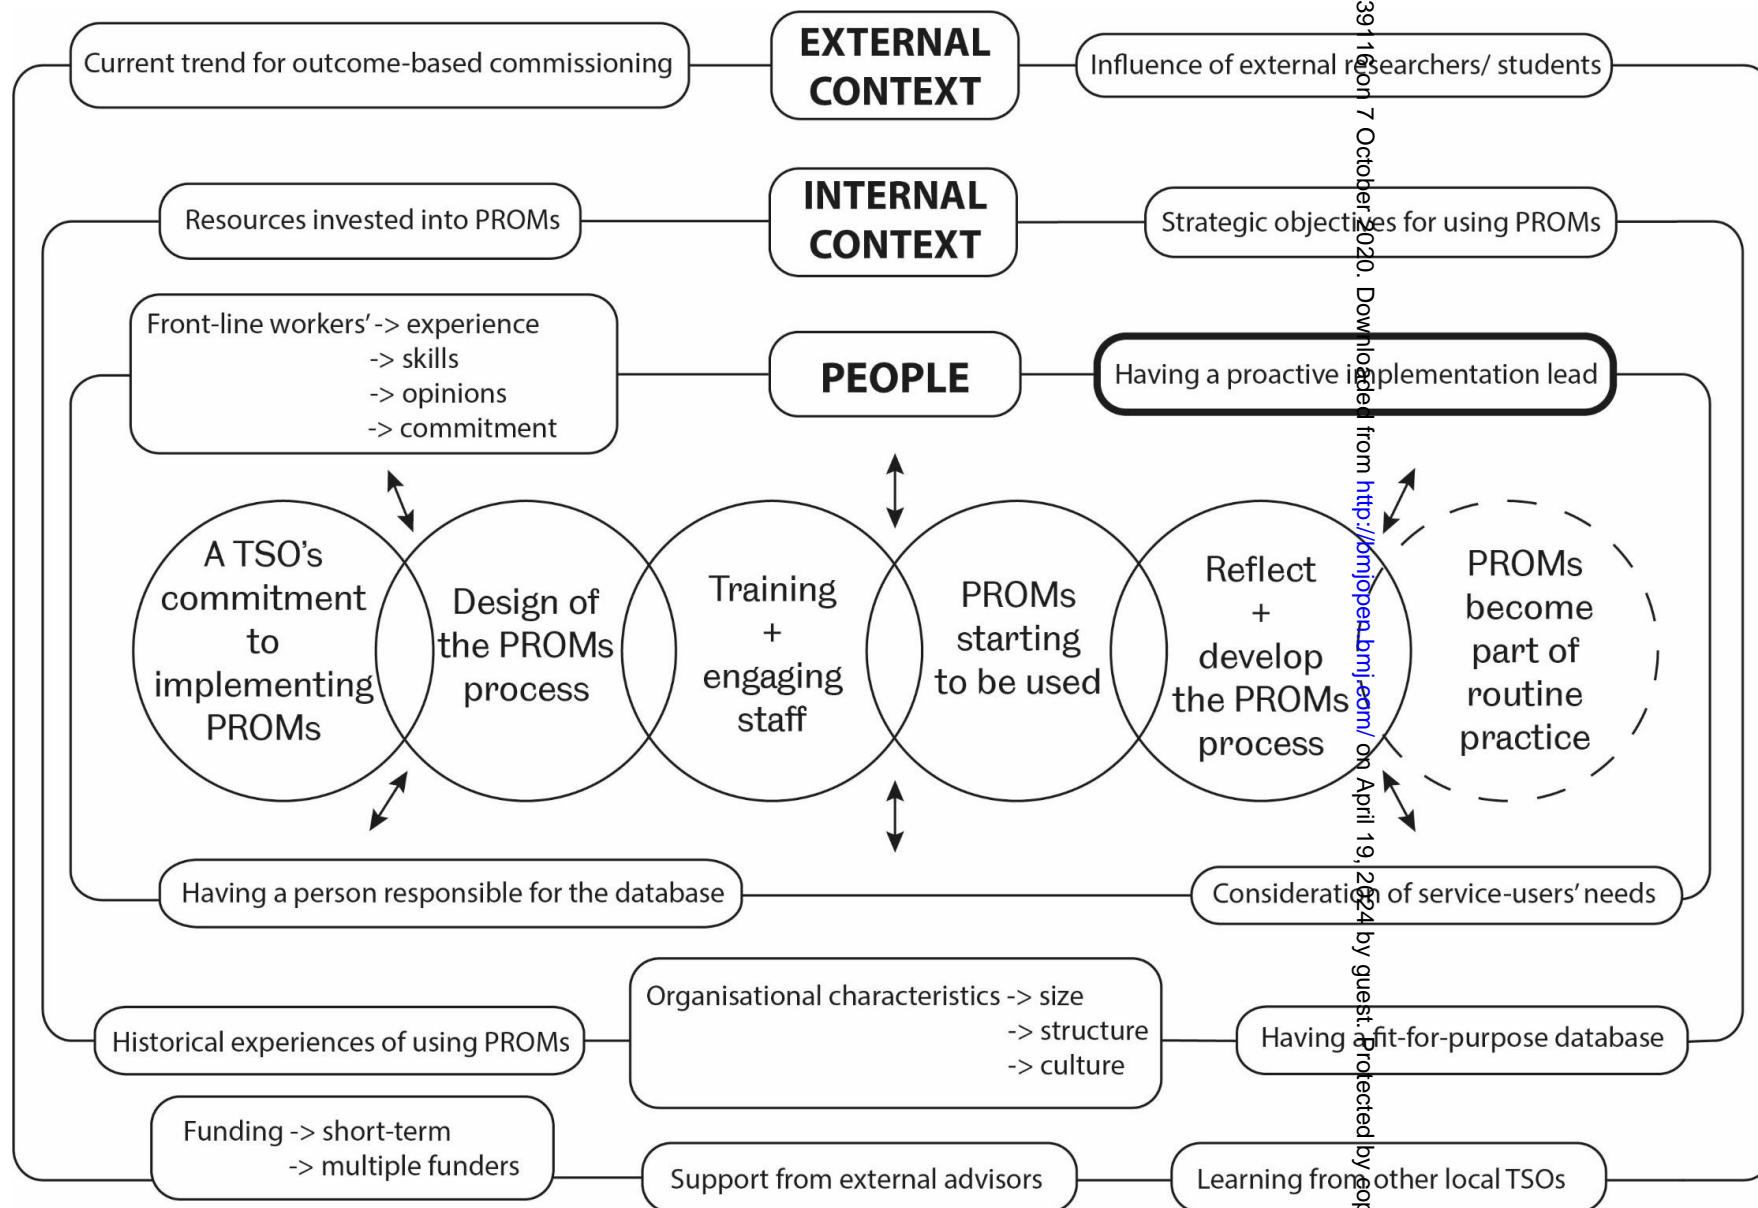 Current trend for outcome-based commissioning
EXTERNAL
CONTEXT
Influence of external researchers/ students
Resources invested into PROMs
INTERNAL
CONTEXT
Strategic objectives for using PROMs
Front-line workers' -> experience
-> skills
-> opinions
-> commitment
PEOPLE
Having a proactive implementation lead
A TSO's
commitment
to
implementing
PROMs
Design of
the PROMs
process
Training
+
engaging
staff
PROMs
starting
to be used
Reflect
+
develop
the PROMs
process
PROMs
become
part of
routine
practice
Having a person responsible for the database
Consideration of service-users' needs
Historical experiences of using PROMs
Organisational characteristics -> size
-> structure
-> culture
Having a fit-for-purpose database
Funding -> short-term
-> multiple funders
Support from external advisors
Learning from other local TSOs
39116 on 7 October 2020. Downloaded from http://bmjopen.bmj.com/ on April 19, 2024 by guest. Protected by cop